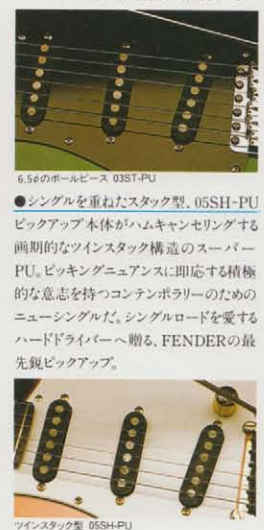 6.5φのポールピース 03ST-PU
●シングルを重ねたスタック型、05SH-PU
ピックアップ本体がハムキャンセリングする
画期的なツインスタック構造のスーパー
PU。ピッキングニュアンスに即応する積極
的な意志を持つコンテンポラリーのための
ニューシングルだ。シングルロードを愛する
ハードドライバーへ贈る、FENDERの最
先鋭ピックアップ。
ツインスタック型 05SH-PU